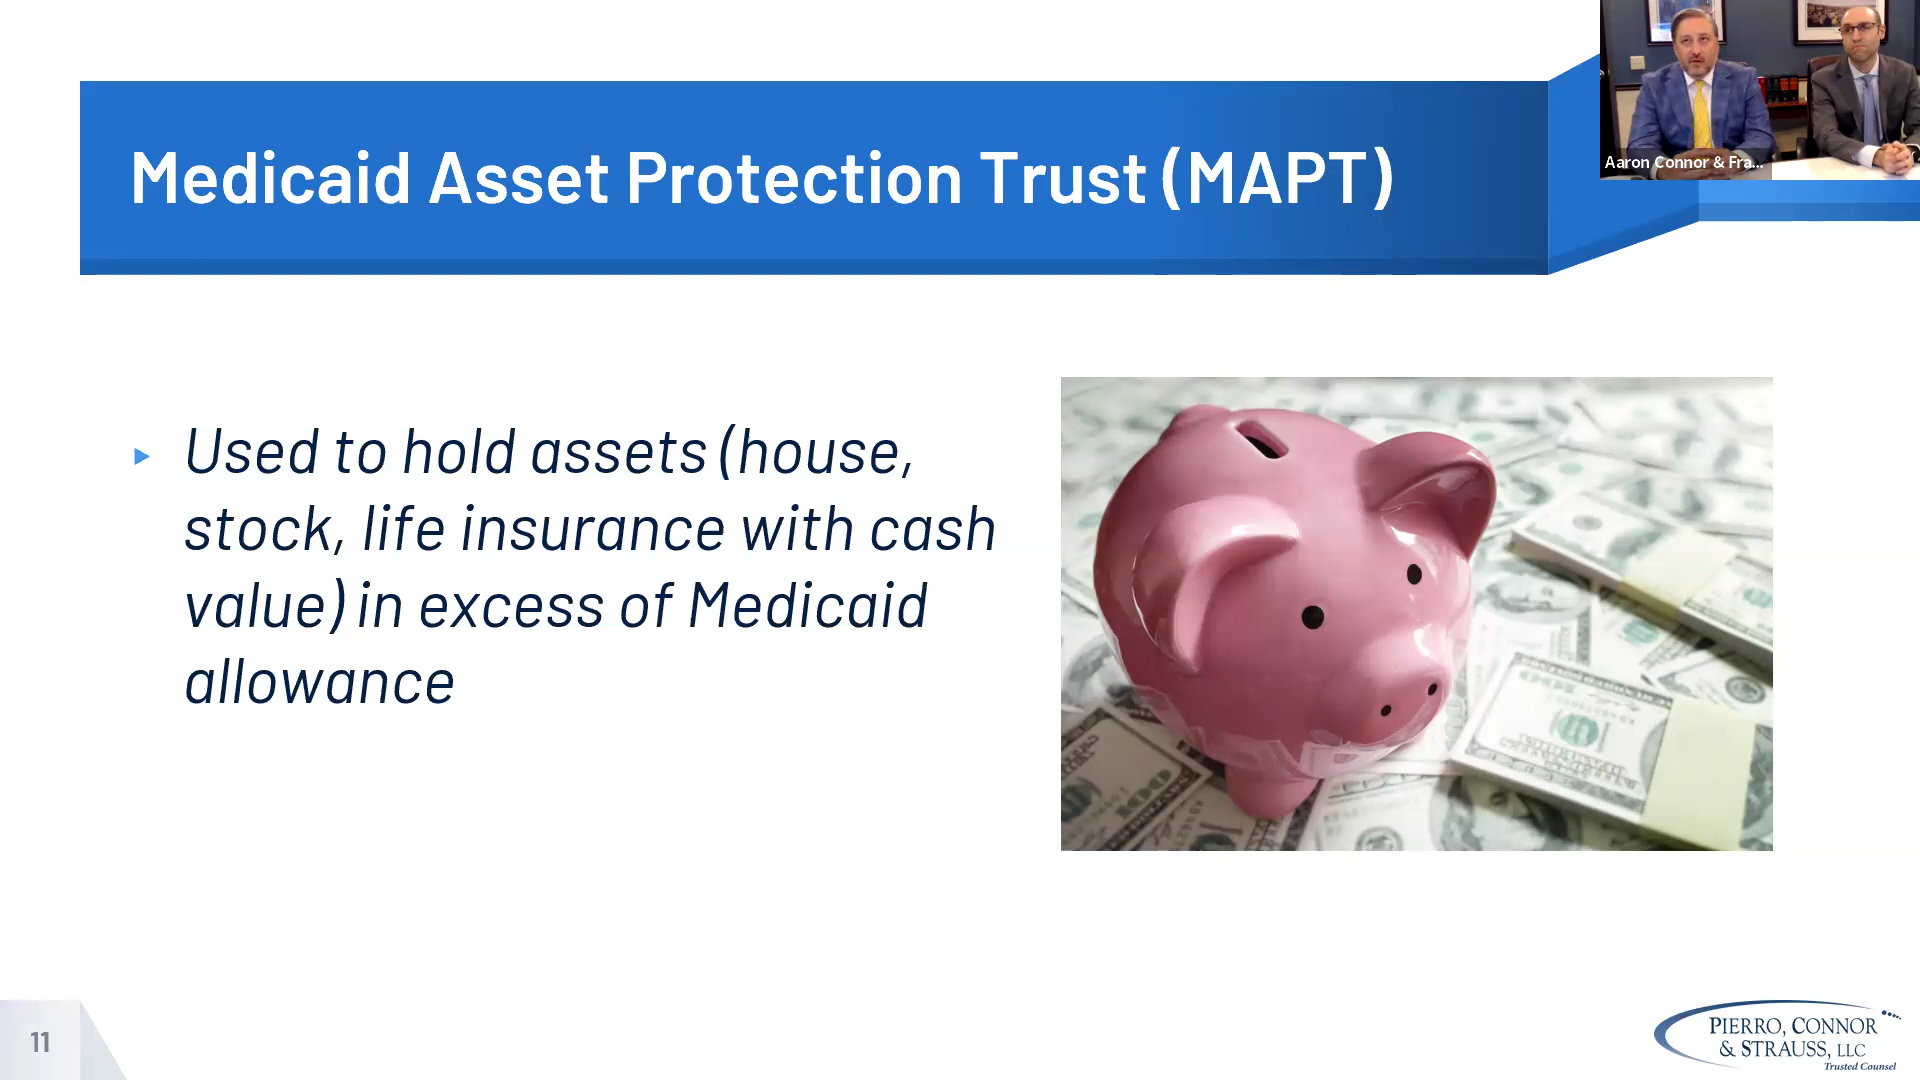 Medicaid Asset Protection Trust (MAPT)
Aaron Connor & Fra...
Used to hold assets (house,
stock, life insurance with cash
value) in excess of Medicaid
allowance
11
PIERRO, CONNOR
& STRAUSS, LLC
Trusted Counsel